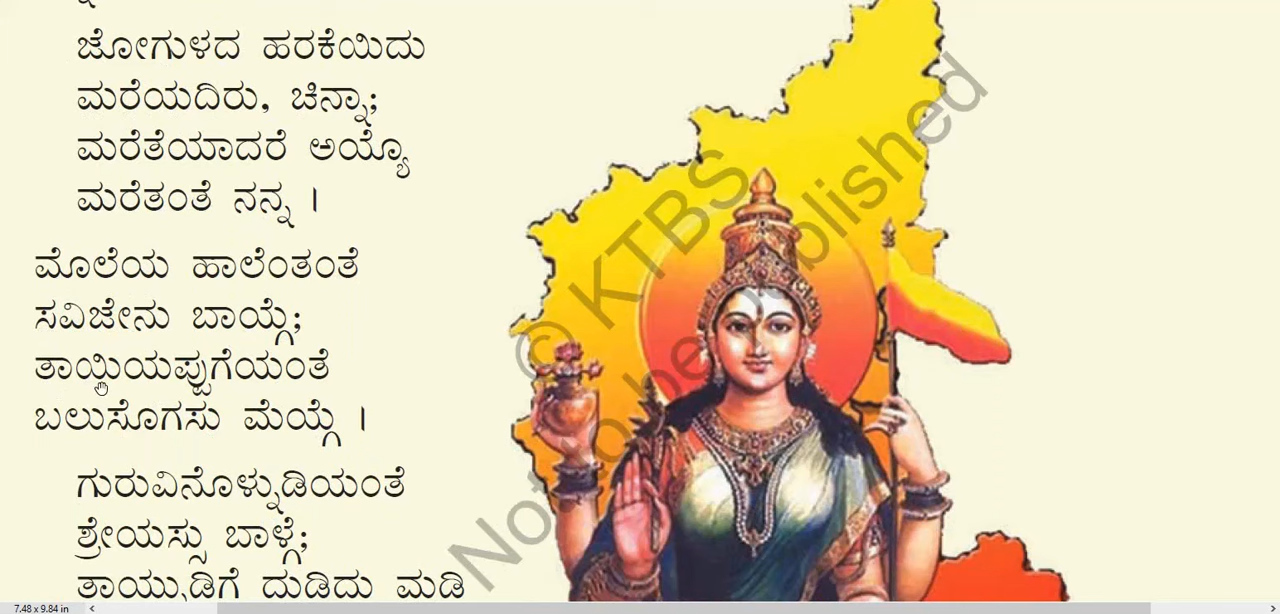 ಜೋಗುಳದ ಹರಕೆಯಿದು
ಮರೆಯದಿರು, ಚಿನ್ನಾ;
ಮರೆತೆಯಾದರೆ ಅಯ್ಯೊ
ಮರೆತಂತೆ ನನ್ನ ।
ಮೊಲೆಯ ಹಾಲೆಂತಂತೆ
ಸವಿಜೇನು ಬಾಯ್ಗೆ;
ತಾಯಿಯಪ್ಪುಗೆಯಂತೆ
ಬಲುಸೊಗಸು ಮೆಯ್ಗೆ ।
ಗುರುವಿನೊಳ್ನುಡಿಯಂತೆ
ಶ್ರೇಯಸ್ಸು ಬಾಳ್ಗೆ;
ತಾಯ್ನುಡಿಗೆ ದುಡಿದು ಮಡಿ
© KTBS
Not to be republished
7.48 x 9.84 in